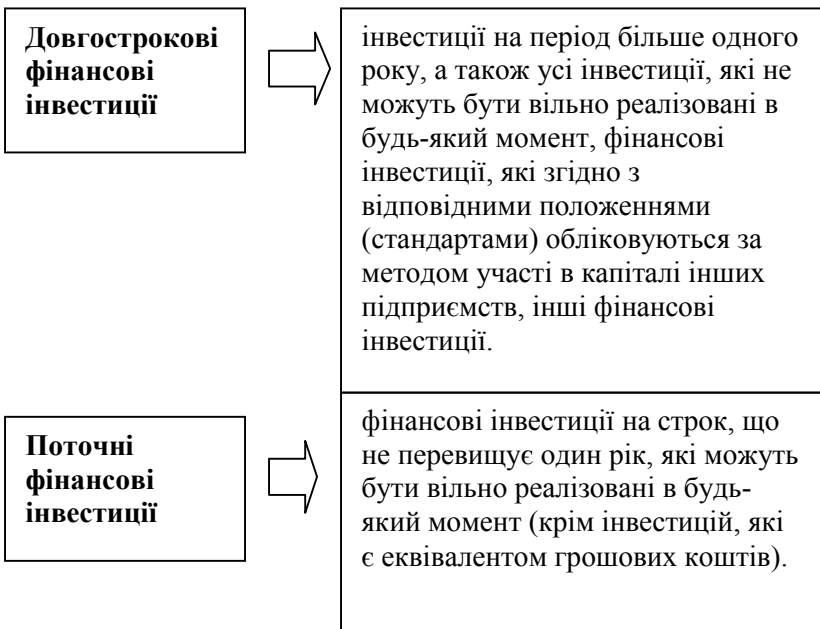 Довгострокові
фінансові
інвестиції
інвестиції на період більше одного
року, а також усі інвестиції, які не
можуть бути вільно реалізовані в
будь-який момент, фінансові
інвестиції, які згідно з
відповідними положеннями
(стандартами) обліковуються за
методом участі в капіталі інших
підприємств, інші фінансові
інвестиції.
Поточні
фінансові
інвестиції
фінансові інвестиції на строк, що
не перевищує один рік, які можуть
бути вільно реалізовані в будь-
який момент (крім інвестицій, які
є еквівалентом грошових коштів).